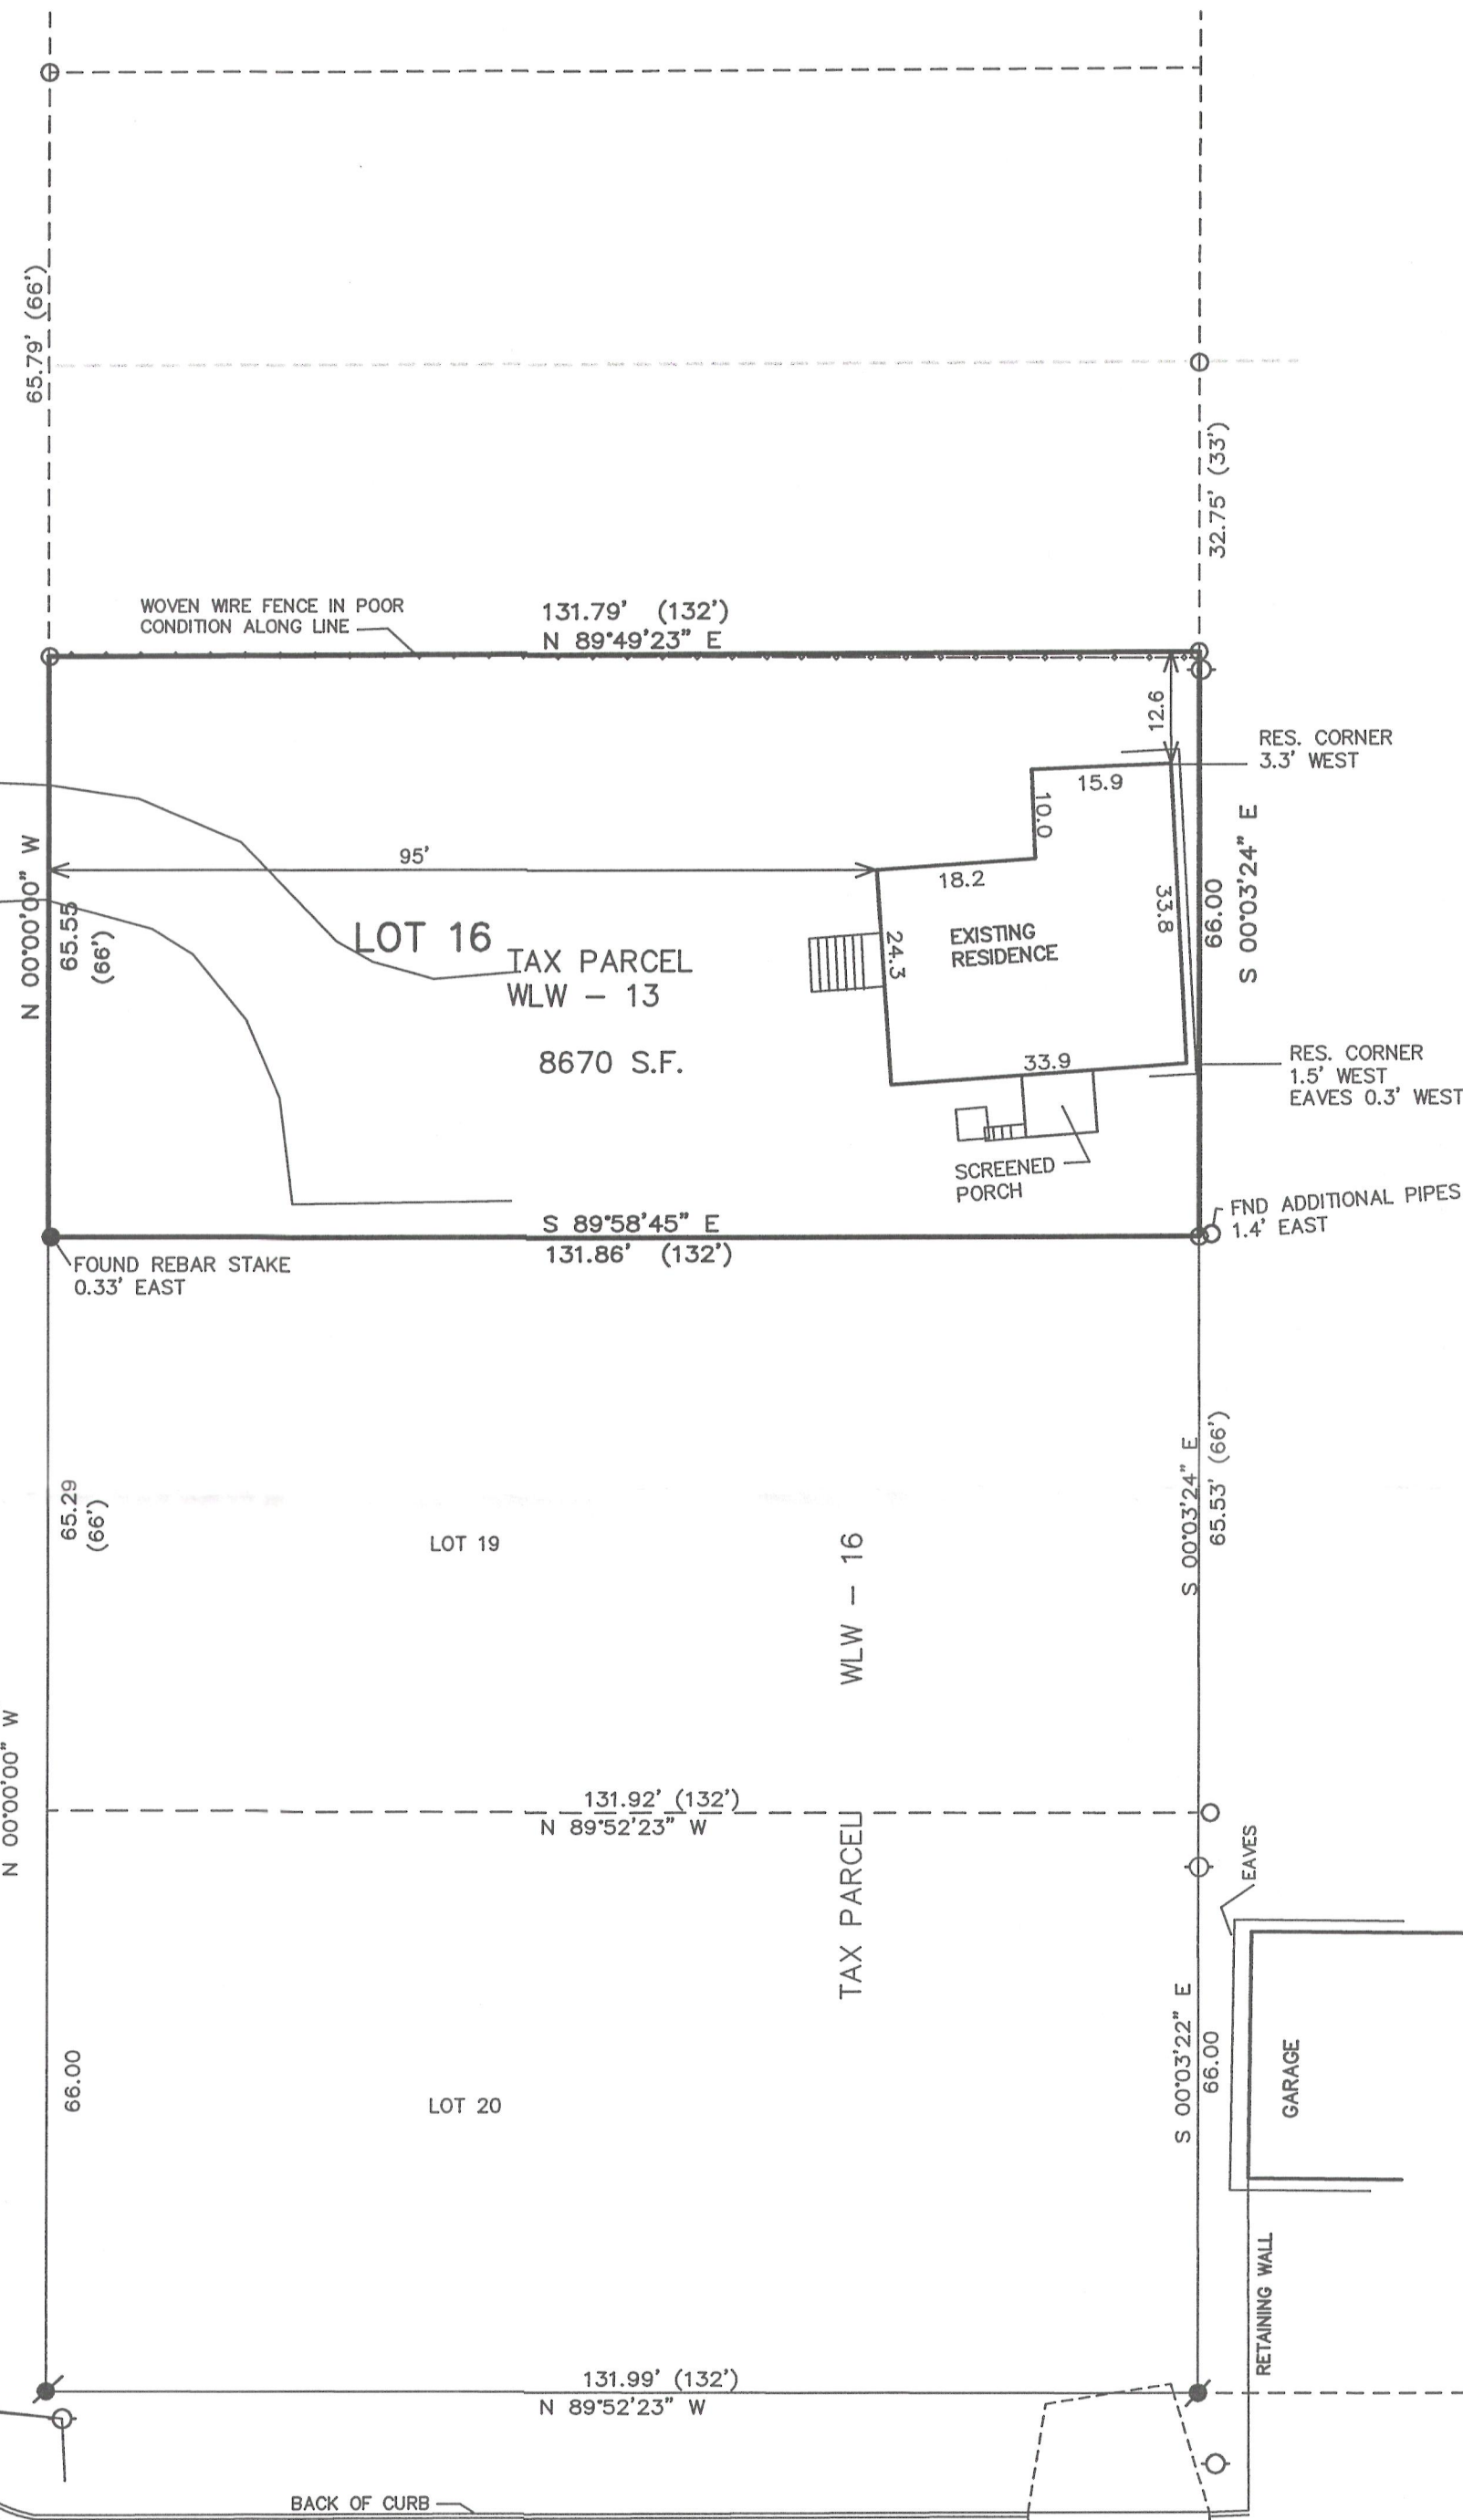 65.79' (66')
32.75' (33')
WOVEN WIRE FENCE IN POOR
CONDITION ALONG LINE
131.79' (132')
N 89°49'23" E
12.6
RES. CORNER
3.3' WEST
15.9
10.0
N 00°00'00" W
65.55
(66')
95'
18.2
33.8
66.00
S 00°03'24" E
LOT 16
TAX PARCEL
WLW - 13
8670 S.F.
24.3
EXISTING
RESIDENCE
33.9
RES. CORNER
1.5' WEST
EAVES 0.3' WEST
SCREENED
PORCH
FND ADDITIONAL PIPES
1.4' EAST
S 89°58'45" E
131.86' (132')
FOUND REBAR STAKE
0.33' EAST
65.29
(66')
LOT 19
S 00°03'24" E
65.53' (66')
TAX PARCEL WLW - 16
N 00°00'00" W
131.92' (132')
N 89°52'23" W
EAVES
66.00
LOT 20
S 00°03'22" E
66.00
GARAGE
RETAINING WALL
131.99' (132')
N 89°52'23" W
BACK OF CURB